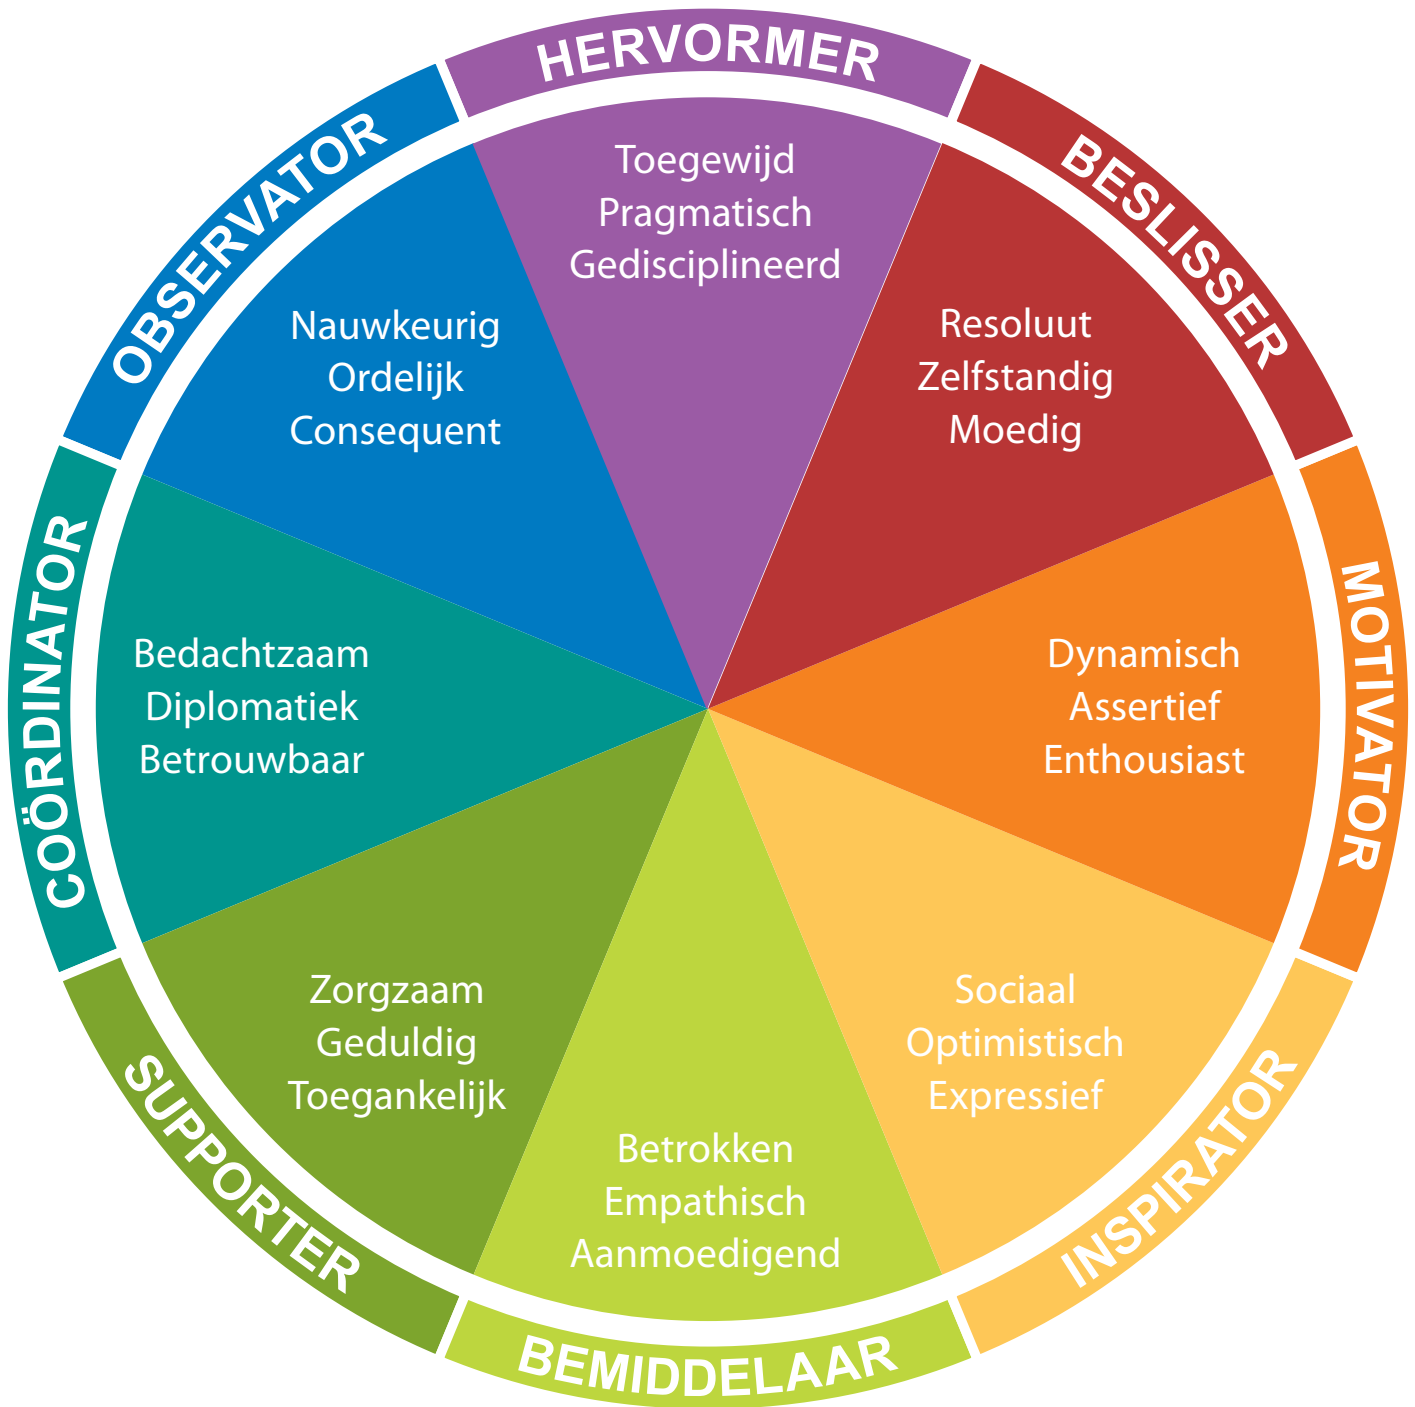 HERVORMER
Toegewijd
Pragmatisch
Gedisciplineerd
BESLISSER
Resoluut
Zelfstandig
Moedig
MOTIVATOR
Dynamisch
Assertief
Enthousiast
INSPIRATOR
Sociaal
Optimistisch
Expressief
BEMIDDELAAR
Betrokken
Empathisch
Aanmoedigend
SUPPORTER
Zorgzaam
Geduldig
Toegankelijk
COÖRDINATOR
Bedachtzaam
Diplomatiek
Betrouwbaar
OBSERVATOR
Nauwkeurig
Ordelijk
Consequent